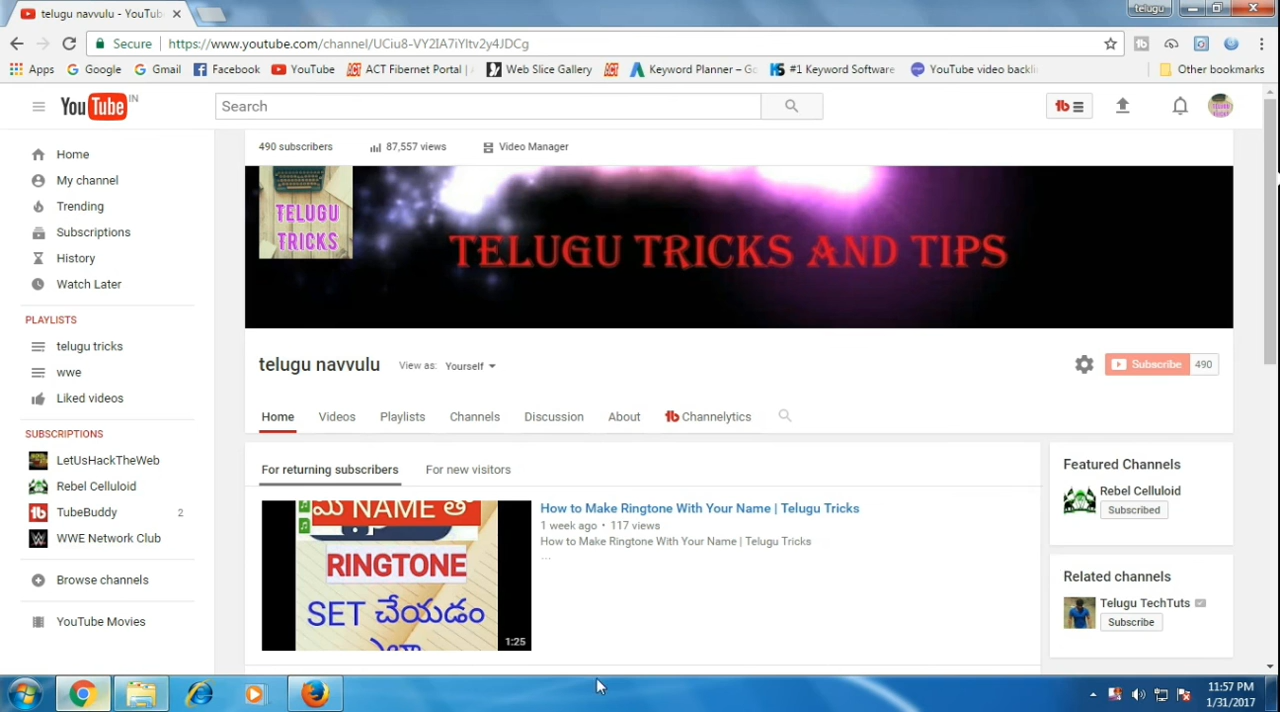 telugu navvulu - YouTub
telugu
Secure https://www.youtube.com/channel/UCiu8-VY2IA7iYltv2y4JDCg
Apps Google Gmail Facebook YouTube ACT Fibernet Portal Web Slice Gallery Keyword Planner – Go #1 Keyword Software YouTube video backli Other bookmarks
YouTube IN Search
490 subscribers 87,557 views Video Manager
Home
My channel
Trending
Subscriptions
History
Watch Later
PLAYLISTS
telugu tricks
wwe
Liked videos
SUBSCRIPTIONS
LetUsHackTheWeb
Rebel Celluloid
TubeBuddy 2
WWE Network Club
Browse channels
YouTube Movies
TELUGU
TRICKS
TELUGU TRICKS AND TIPS
telugu navvulu View as: Yourself
Subscribe 490
Home Videos Playlists Channels Discussion About Channelytics
For returning subscribers For new visitors
NAME తో
RINGTONE
SET చేయడం
ఎలా
1:25
How to Make Ringtone With Your Name | Telugu Tricks
1 week ago • 117 views
How to Make Ringtone With Your Name | Telugu Tricks
...
Featured Channels
Rebel Celluloid
Subscribed
Related channels
Telugu TechTuts
Subscribe
11:57 PM
1/31/2017